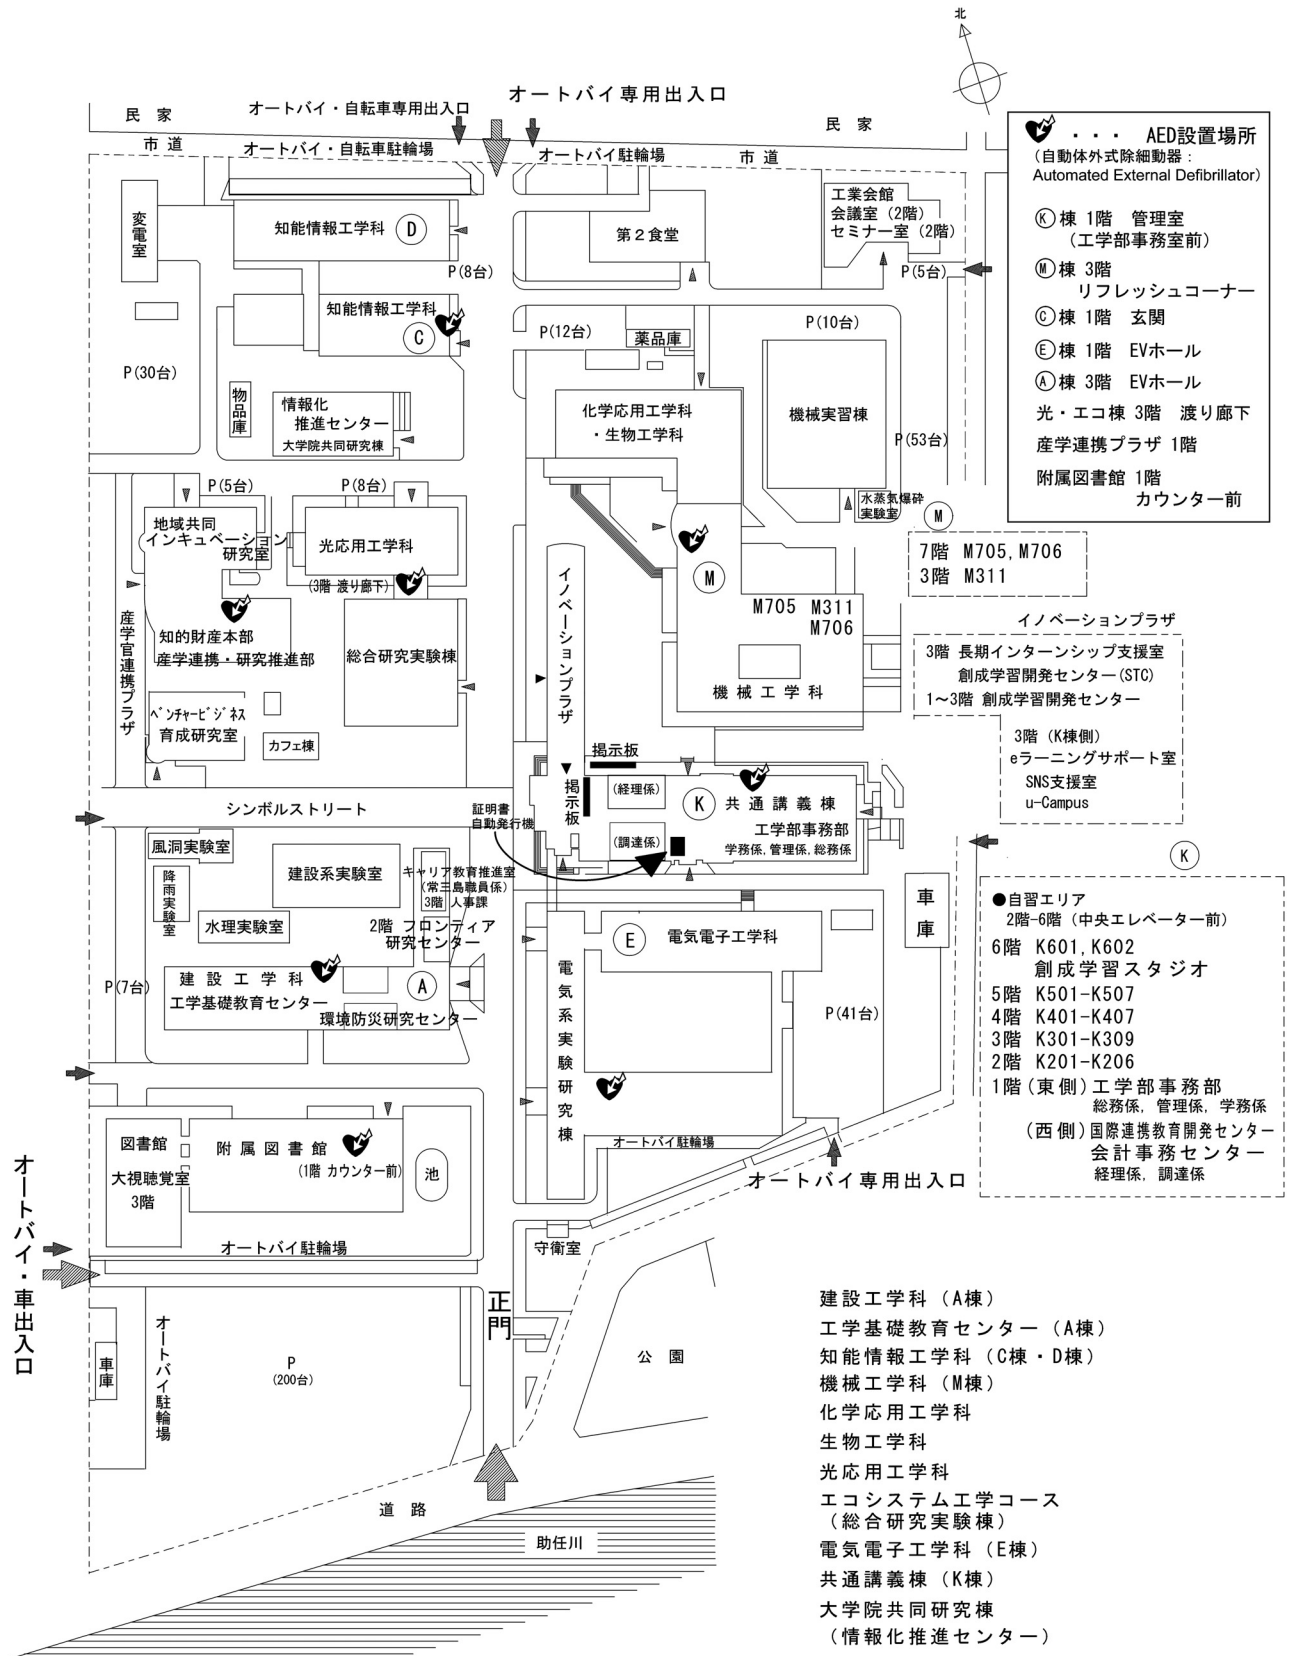 北
オートバイ専用出入口
オートバイ・自転車専用出入口
民 家
民 家
市 道
オートバイ・自転車駐輪場
オートバイ駐輪場
市 道
・・・ AED設置場所
(自動体外式除細動器:
Automated External Defibrillator)
Ⓚ棟 1階 管理室
(工学部事務室前)
Ⓜ棟 3階
リフレッシュコーナー
Ⓒ棟 1階 玄関
Ⓔ棟 1階 EVホール
Ⓐ棟 3階 EVホール
光・エコ棟 3階 渡り廊下
産学連携プラザ 1階
附属図書館 1階
カウンター前
変電室
知能情報工学科 Ⓓ
P(8台)
第2食堂
工業会館
会議室(2階)
セミナー室(2階)
P(5台)
知能情報工学科
Ⓒ
P(30台)
P(12台)
薬品庫
P(10台)
物品庫
情報化
推進センター
大学院共同研究棟
化学応用工学科
・生物工学科
機械実習棟
P(53台)
水蒸気爆砕
実験室
P(5台)
P(8台)
地域共同
インキュベーション
研究室
光応用工学科
(3階 渡り廊下)
知的財産本部
産学連携・研究推進部
総合研究実験棟
産学官連携プラザ
ベンチャービジネス
育成研究室
カフェ棟
イノベーションプラザ
Ⓜ
M705 M311
M706
機械工学科
Ⓜ
7階 M705,M706
3階 M311
イノベーションプラザ
3階 長期インターンシップ支援室
創成学習開発センター(STC)
1~3階 創成学習開発センター
3階(K棟側)
eラーニングサポート室
SNS支援室
u-Campus
掲示板
掲示板
(経理係)
Ⓚ 共通講義棟
(調達係)
工学部事務部
学務係,管理係,総務係
証明書
自動発行機
シンボルストリート
風洞実験室
降雨実験室
建設系実験室
水理実験室
キャリア教育推進室
(常三島職員係)
3階 人事課
2階 フロンティア
研究センター
建設工学科
工学基礎教育センター
Ⓐ
環境防災研究センター
P(7台)
Ⓔ 電気電子工学科
電気系実験研究棟
車庫
P(41台)
オートバイ駐輪場
オートバイ専用出入口
Ⓚ
●自習エリア
2階-6階(中央エレベーター前)
6階 K601,K602
創成学習スタジオ
5階 K501-K507
4階 K401-K407
3階 K301-K309
2階 K201-K206
1階(東側)工学部事務部
総務係,管理係,学務係
(西側)国際連携教育開発センター
会計事務センター
経理係,調達係
図書館
大視聴覚室
3階
附属図書館
(1階 カウンター前)
池
オートバイ駐輪場
オートバイ・車出入口
守衛室
正門
車庫
オートバイ駐輪場
P
(200台)
公園
道 路
助任川
建設工学科(A棟)
工学基礎教育センター(A棟)
知能情報工学科(C棟・D棟)
機械工学科(M棟)
化学応用工学科
生物工学科
光応用工学科
エコシステム工学コース
(総合研究実験棟)
電気電子工学科(E棟)
共通講義棟(K棟)
大学院共同研究棟
(情報化推進センター)